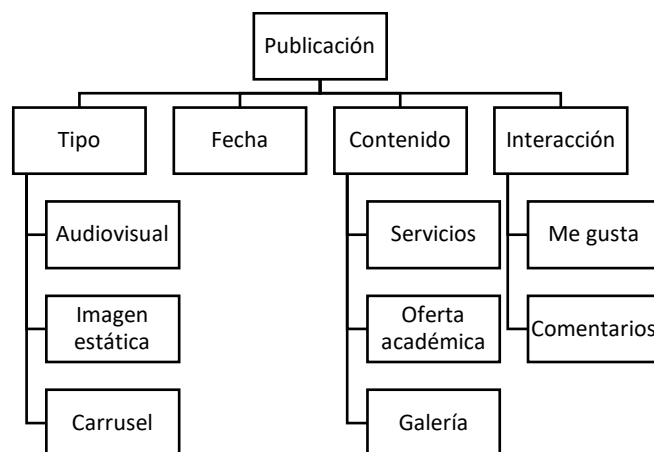 Publicación
Tipo
Fecha
Contenido
Interacción
Audiovisual
Servicios
Me gusta
Imagen
estática
Oferta
académica
Comentarios
Carrusel
Galería